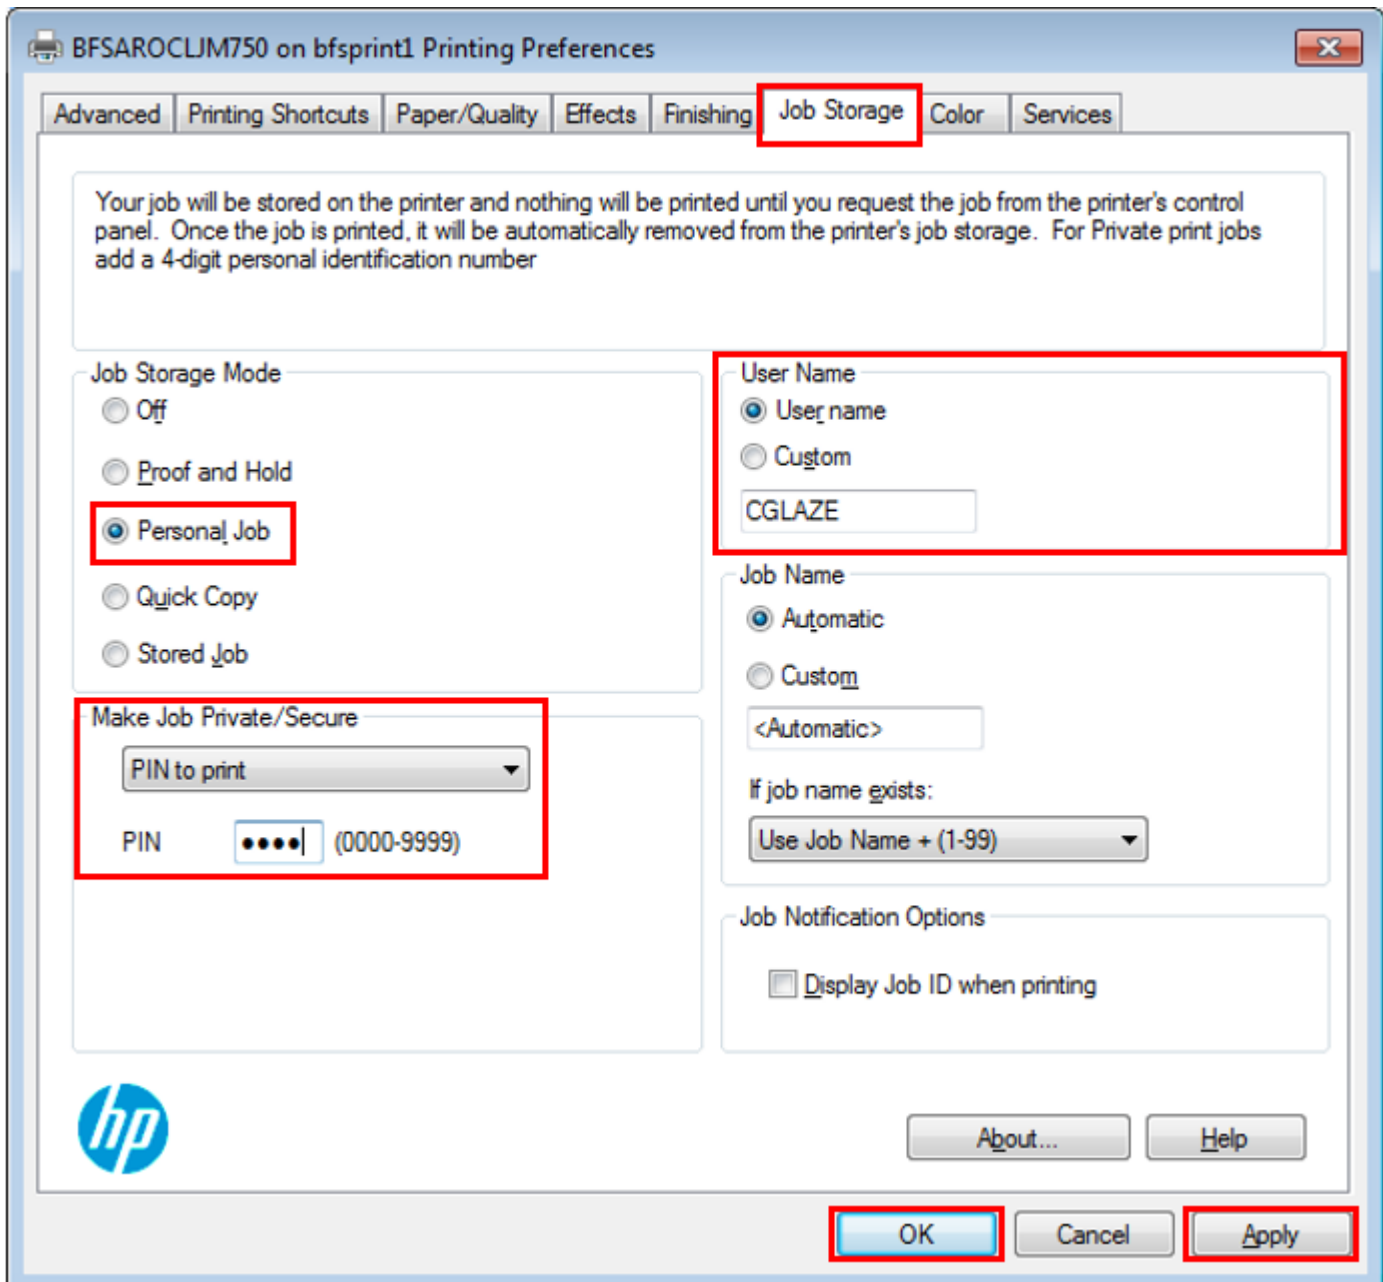 BFSAROCLJM750 on bfsprint1 Printing Preferences
Advanced Printing Shortcuts Paper/Quality Effects Finishing Job Storage Color Services
Your job will be stored on the printer and nothing will be printed until you request the job from the printer's control
panel.  Once the job is printed, it will be automatically removed from the printer's job storage.  For Private print jobs
add a 4-digit personal identification number
Job Storage Mode
Off
Proof and Hold
Personal Job
Quick Copy
Stored Job
Make Job Private/Secure
PIN to print
PIN ●●●● (0000-9999)
User Name
User name
Custom
CGLAZE
Job Name
Automatic
Custom
<Automatic>
If job name exists:
Use Job Name + (1-99)
Job Notification Options
Display Job ID when printing
hp
About...
Help
OK
Cancel
Apply